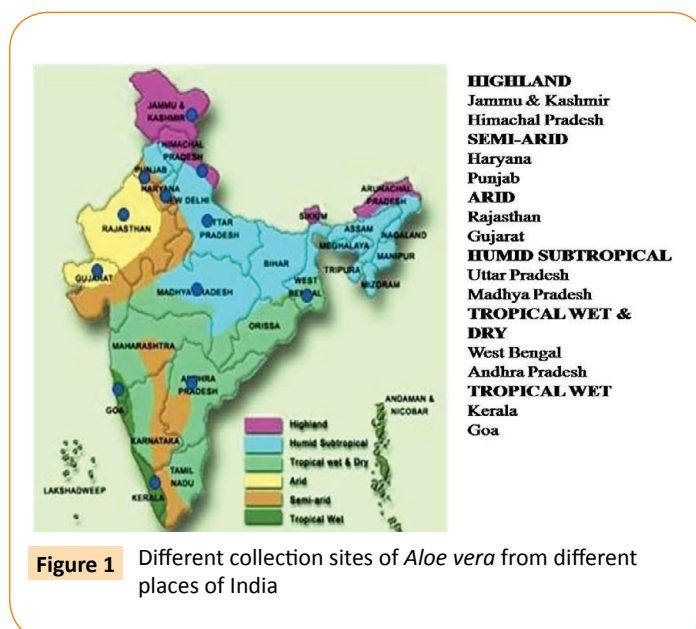 JAMMU &
KASHMIR
HIMACHAL
PRADESH
PUNJAB
HARYANA
NEW DELHI
UTTAR
PRADESH
RAJASTHAN
GUJARAT
MADHYA PRADESH
BIHAR
WEST
BENGAL
SIKKIM
ARUNACHAL
PRADESH
ASSAM
NAGALAND
MEGHALAYA
MANIPUR
TRIPURA
MIZORAM
ORISSA
MAHARASHTRA
ANDHRA
PRADESH
GOA
KARNATAKA
TAMIL
NADU
KERALA
LAKSHADWEEP
ANDAMAN &
NICOBAR
Highland
Humid Subtropical
Tropical wet & Dry
Arid
Semi-arid
Tropical Wet
HIGHLAND
Jammu & Kashmir
Himachal Pradesh
SEMI-ARID
Haryana
Punjab
ARID
Rajasthan
Gujarat
HUMID SUBTROPICAL
Uttar Pradesh
Madhya Pradesh
TROPICAL WET &
DRY
West Bengal
Andhra Pradesh
TROPICAL WET
Kerala
Goa
Figure 1 Different collection sites of Aloe vera from different
places of India